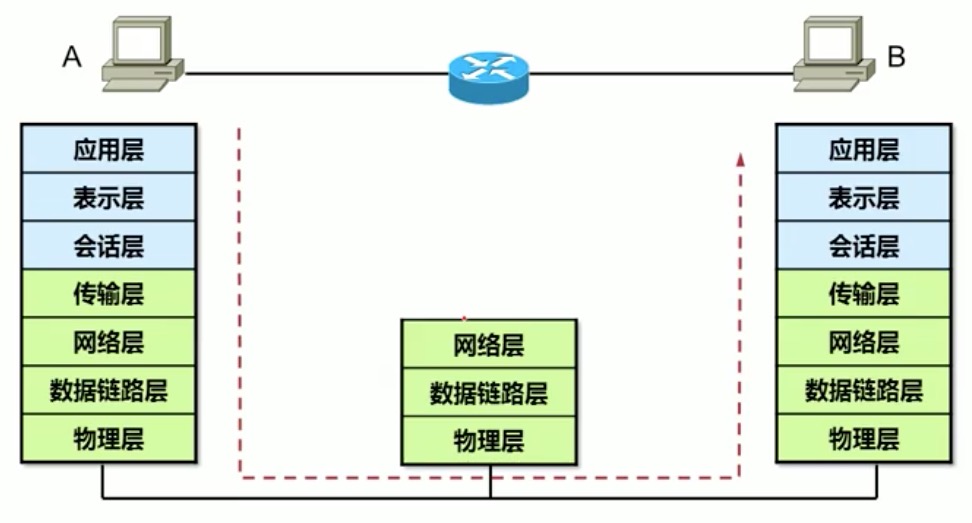 A
B
应用层
表示层
会话层
传输层
网络层
数据链路层
物理层
网络层
数据链路层
物理层
应用层
表示层
会话层
传输层
网络层
数据链路层
物理层